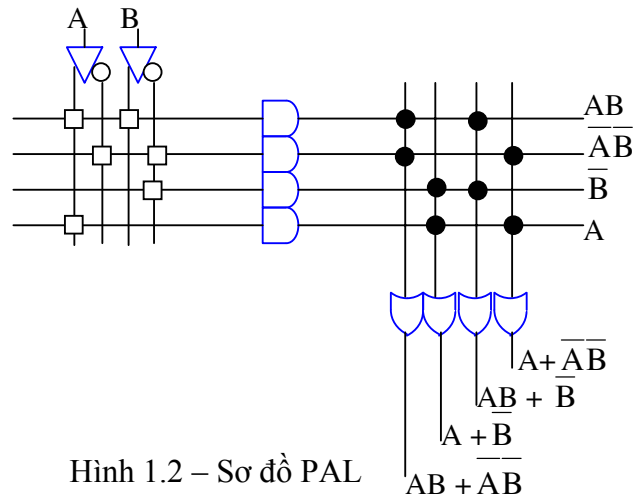 A B
AB
A̅B̅
B̅
A
A+ A̅B̅
AB + B̅
A + B̅
Hình 1.2 – Sơ đồ PAL
AB + A̅B̅